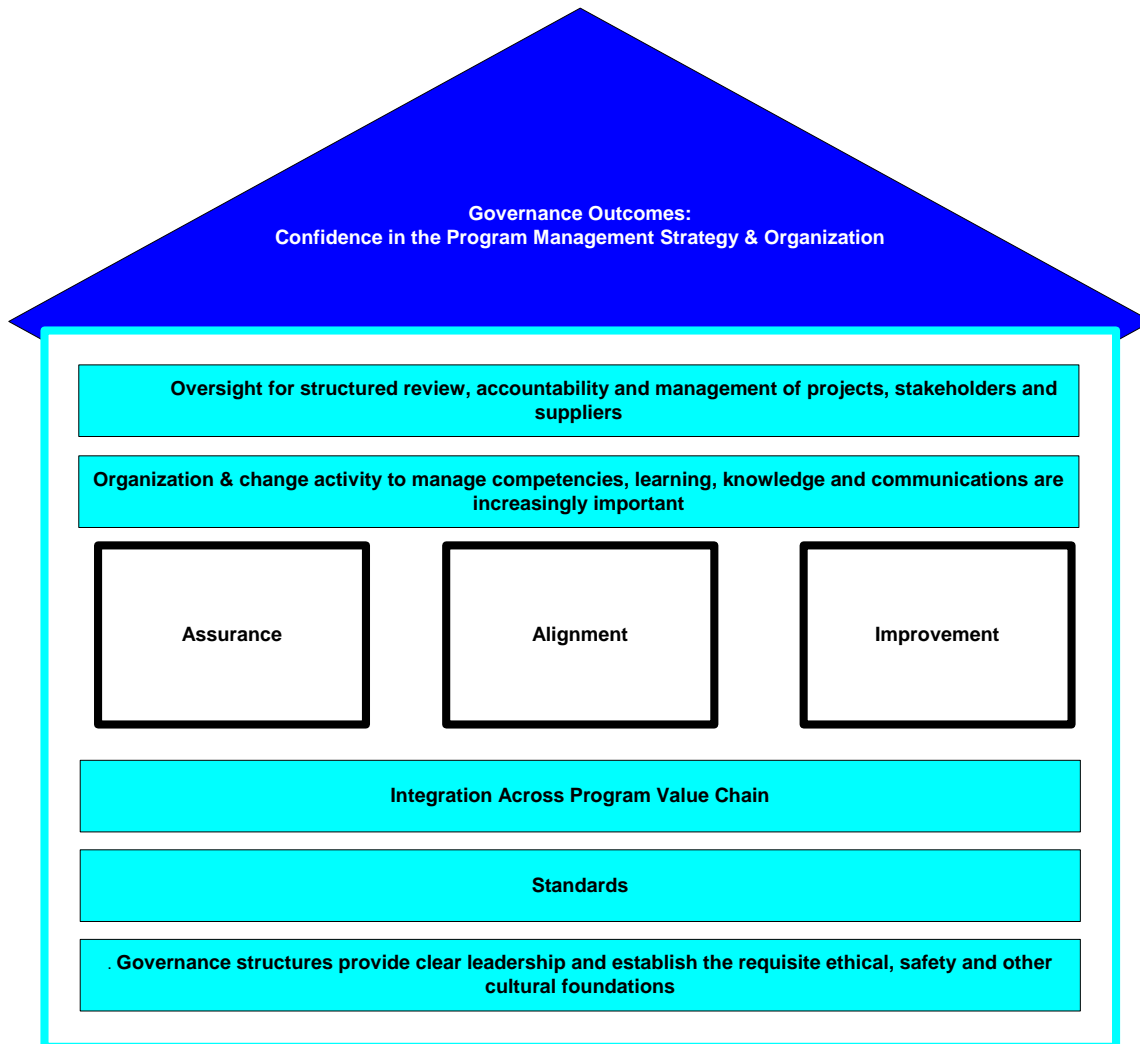 Governance Outcomes:
Confidence in the Program Management Strategy & Organization
Oversight for structured review, accountability and management of projects, stakeholders and
suppliers
Organization & change activity to manage competencies, learning, knowledge and communications are
increasingly important
Assurance
Alignment
Improvement
Integration Across Program Value Chain
Standards
. Governance structures provide clear leadership and establish the requisite ethical, safety and other
cultural foundations